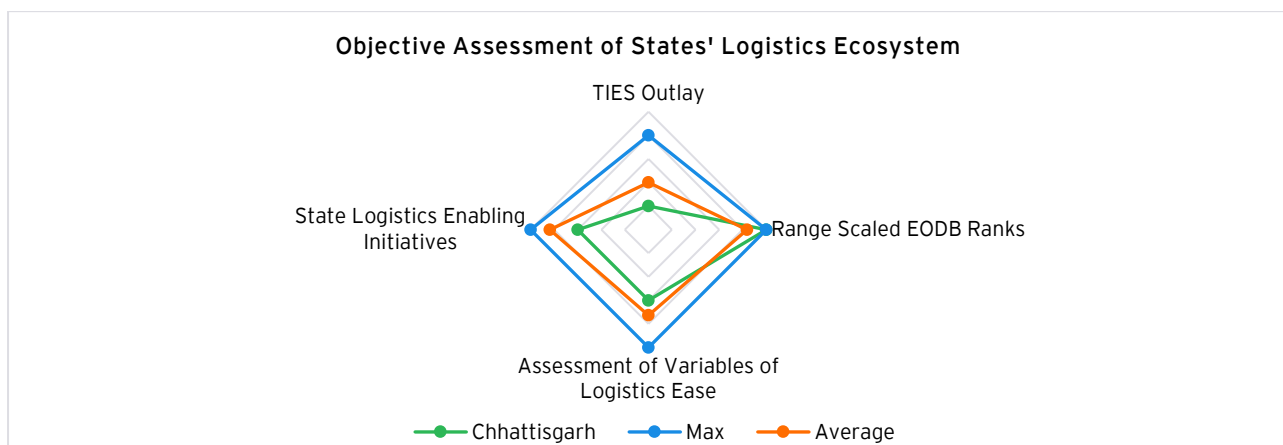 Objective Assessment of States' Logistics Ecosystem
TIES Outlay
State Logistics Enabling
Initiatives
Range Scaled EODB Ranks
Assessment of Variables of
Logistics Ease
Chhattisgarh
Max
Average